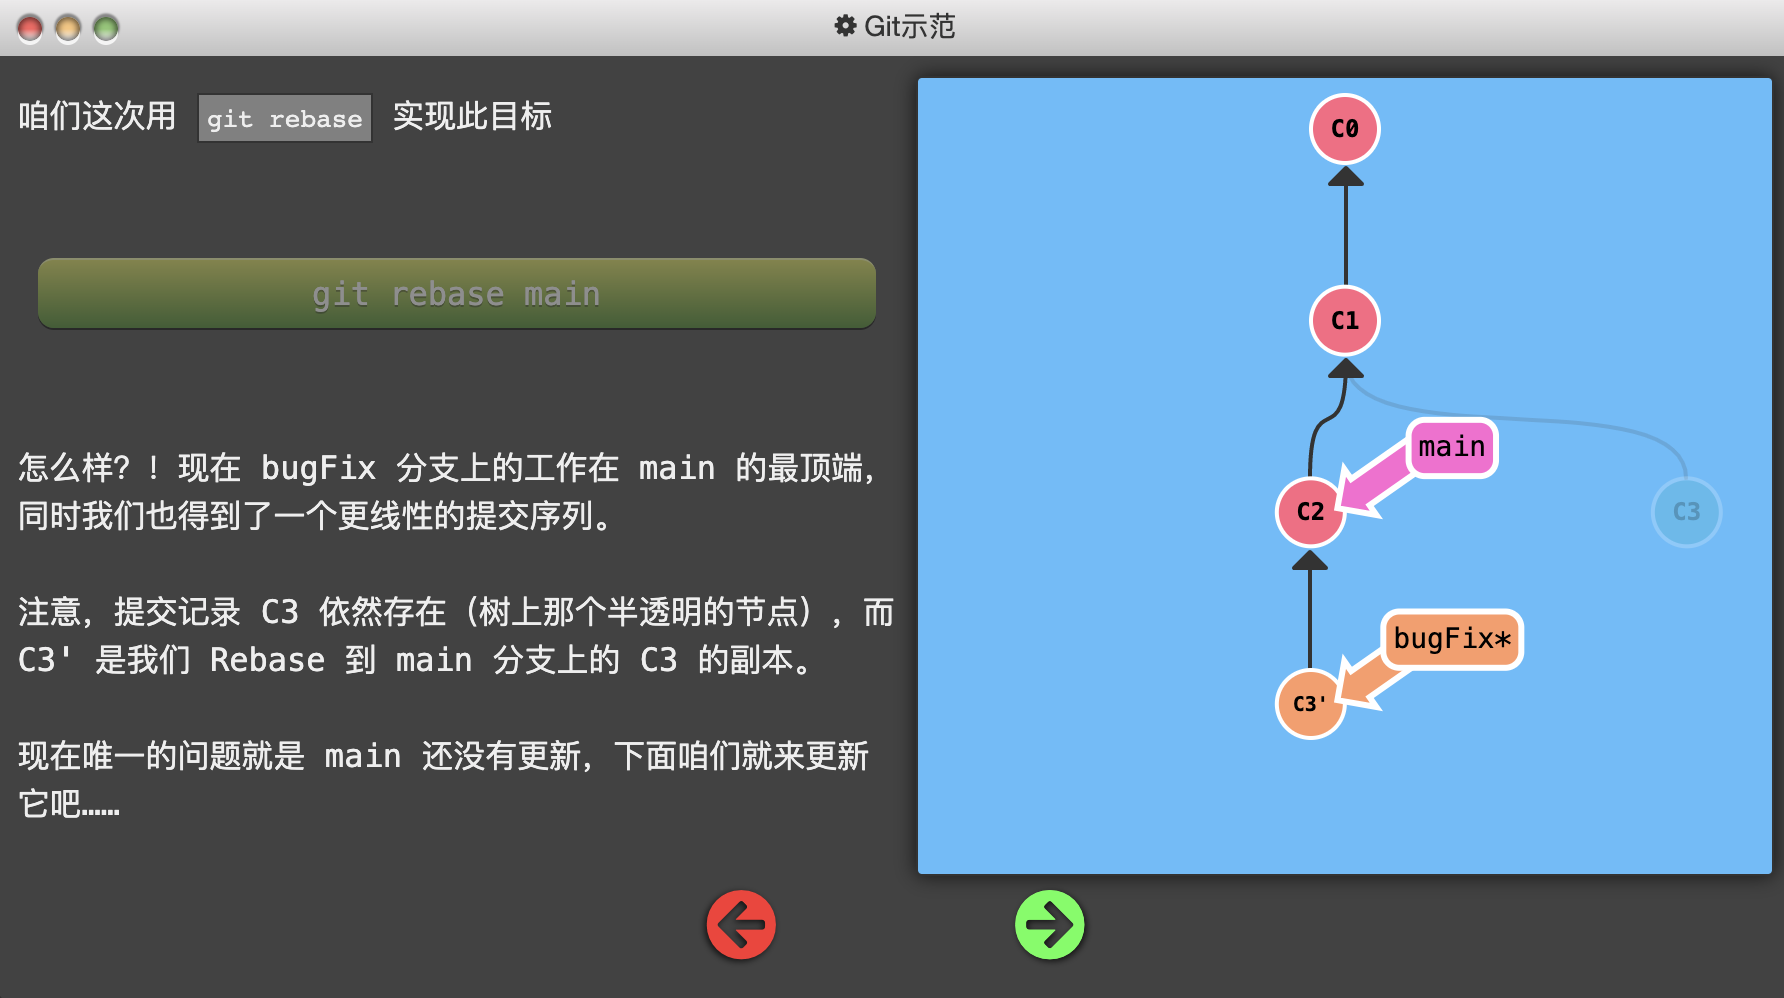 Git示范
咱们这次用 git rebase 实现此目标
git rebase main
怎么样？！现在 bugFix 分支上的工作在 main 的最顶端，
同时我们也得到了一个更线性的提交序列。
注意，提交记录 C3 依然存在（树上那个半透明的节点），而
C3' 是我们 Rebase 到 main 分支上的 C3 的副本。
现在唯一的问题就是 main 还没有更新，下面咱们就来更新
它吧……
C0
C1
main
C2
C3
bugFix*
C3'